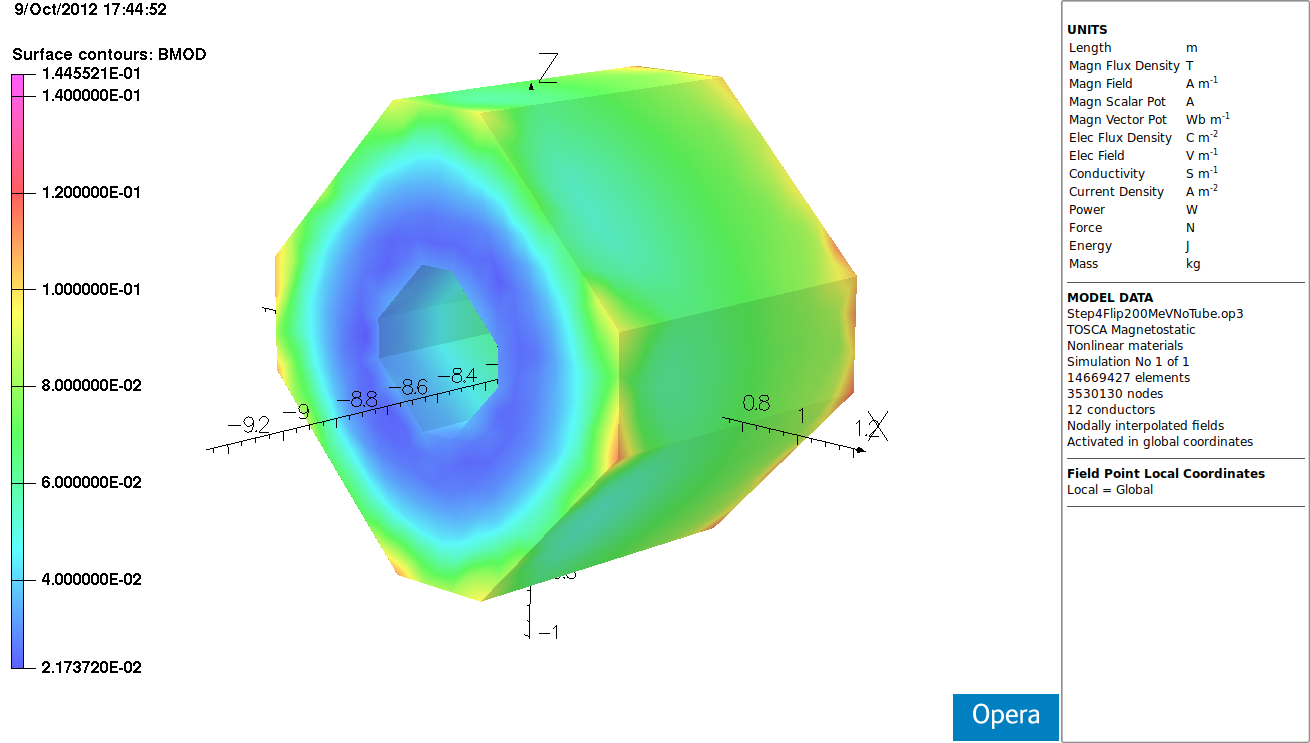 9/Oct/2012 17:44:52
Surface contours: BMOD
1.445521E-01
1.400000E-01
1.200000E-01
1.000000E-01
8.000000E-02
6.000000E-02
4.000000E-02
2.173720E-02
Z
−9.2
−9
−8.8
−8.6
−8.4
0.8
1
1.2
X
−1
Opera
UNITS
Length m
Magn Flux Density T
Magn Field A m-1
Magn Scalar Pot A
Magn Vector Pot Wb m-1
Elec Flux Density C m-2
Elec Field V m-1
Conductivity S m-1
Current Density A m-2
Power W
Force N
Energy J
Mass kg
MODEL DATA
Step4Flip200MeVNoTube.op3
TOSCA Magnetostatic
Nonlinear materials
Simulation No 1 of 1
14669427 elements
3530130 nodes
12 conductors
Nodally interpolated fields
Activated in global coordinates
Field Point Local Coordinates
Local = Global